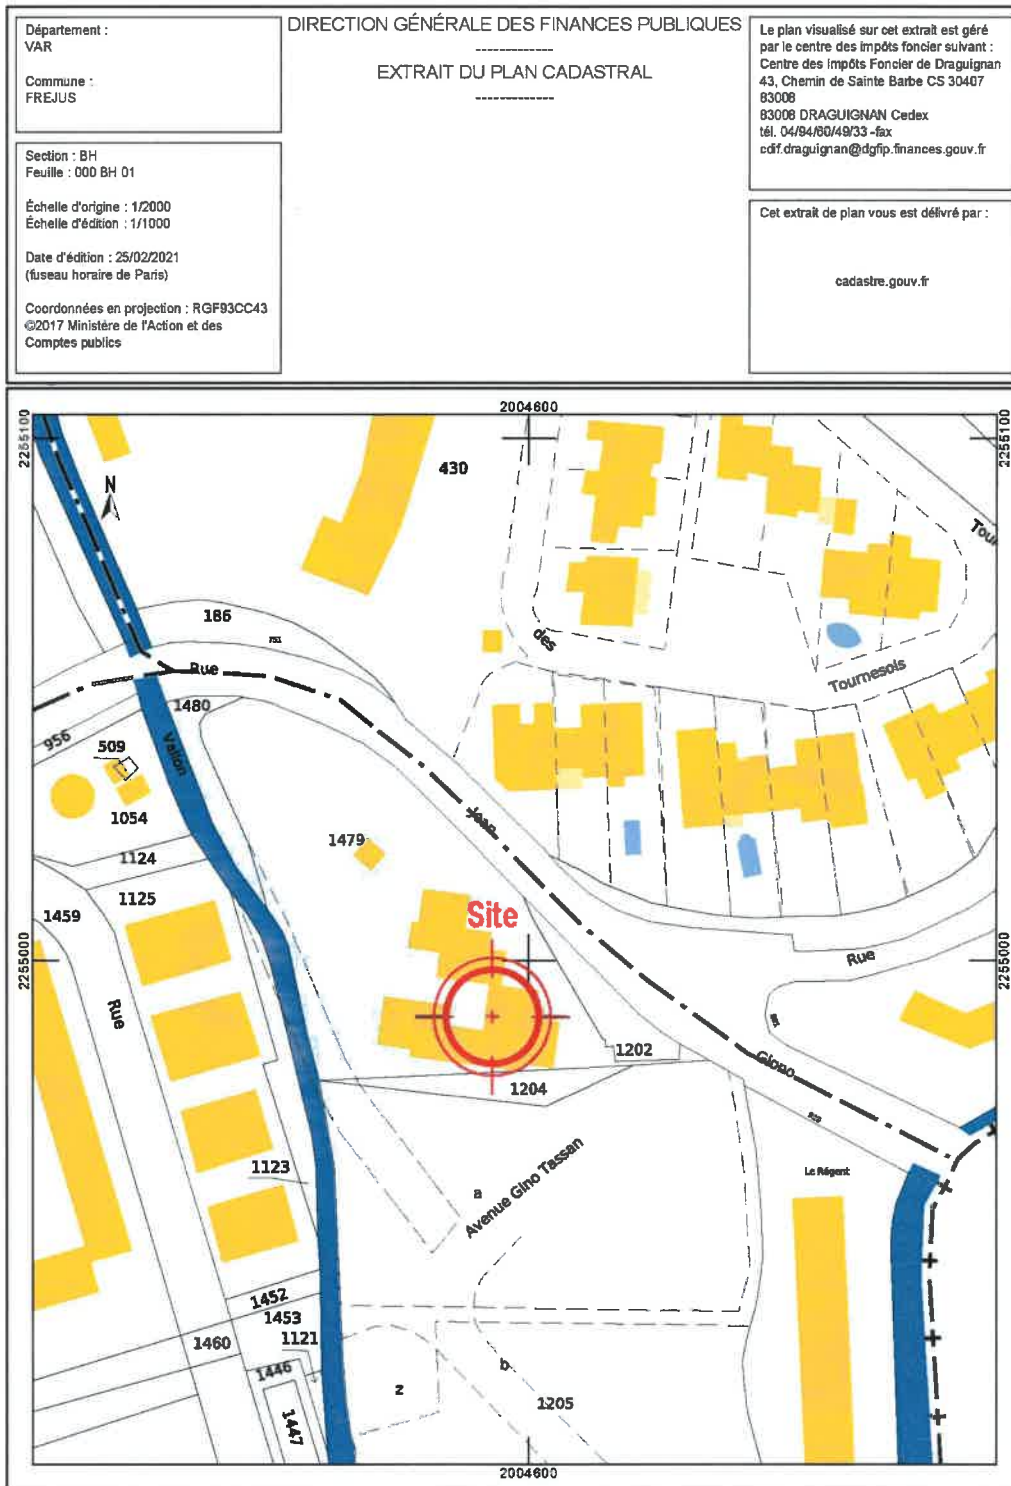 Département :
VAR
Commune :
FREJUS
Section : BH
Feuille : 000 BH 01
Échelle d'origine : 1/2000
Échelle d'édition : 1/1000
Date d'édition : 25/02/2021
(fuseau horaire de Paris)
Coordonnées en projection : RGF93CC43
©2017 Ministère de l'Action et des
Comptes publics
DIRECTION GÉNÉRALE DES FINANCES PUBLIQUES
-------------
EXTRAIT DU PLAN CADASTRAL
-------------
Le plan visualisé sur cet extrait est géré
par le centre des impôts foncier suivant :
Centre des Impôts Foncier de Draguignan
43, Chemin de Sainte Barbe CS 30407
83008
83008 DRAGUIGNAN Cedex
tél. 04/94/60/49/33 -fax
cdif.draguignan@dgfip.finances.gouv.fr
Cet extrait de plan vous est délivré par :
cadastre.gouv.fr
2004600
2255100
2255100
N
430
Tour
186
751
des
Rue
Tournesols
1480
956
509
Vallon
1054
Jean
1479
1124
1125
1459
Site
2255000
2255000
Rue
Rue
1202
Giono
1204
1123
Le Régent
a
Avenue Gino Tassan
1452
1453
1460
1121
1446
b
z
1205
1447
2004600